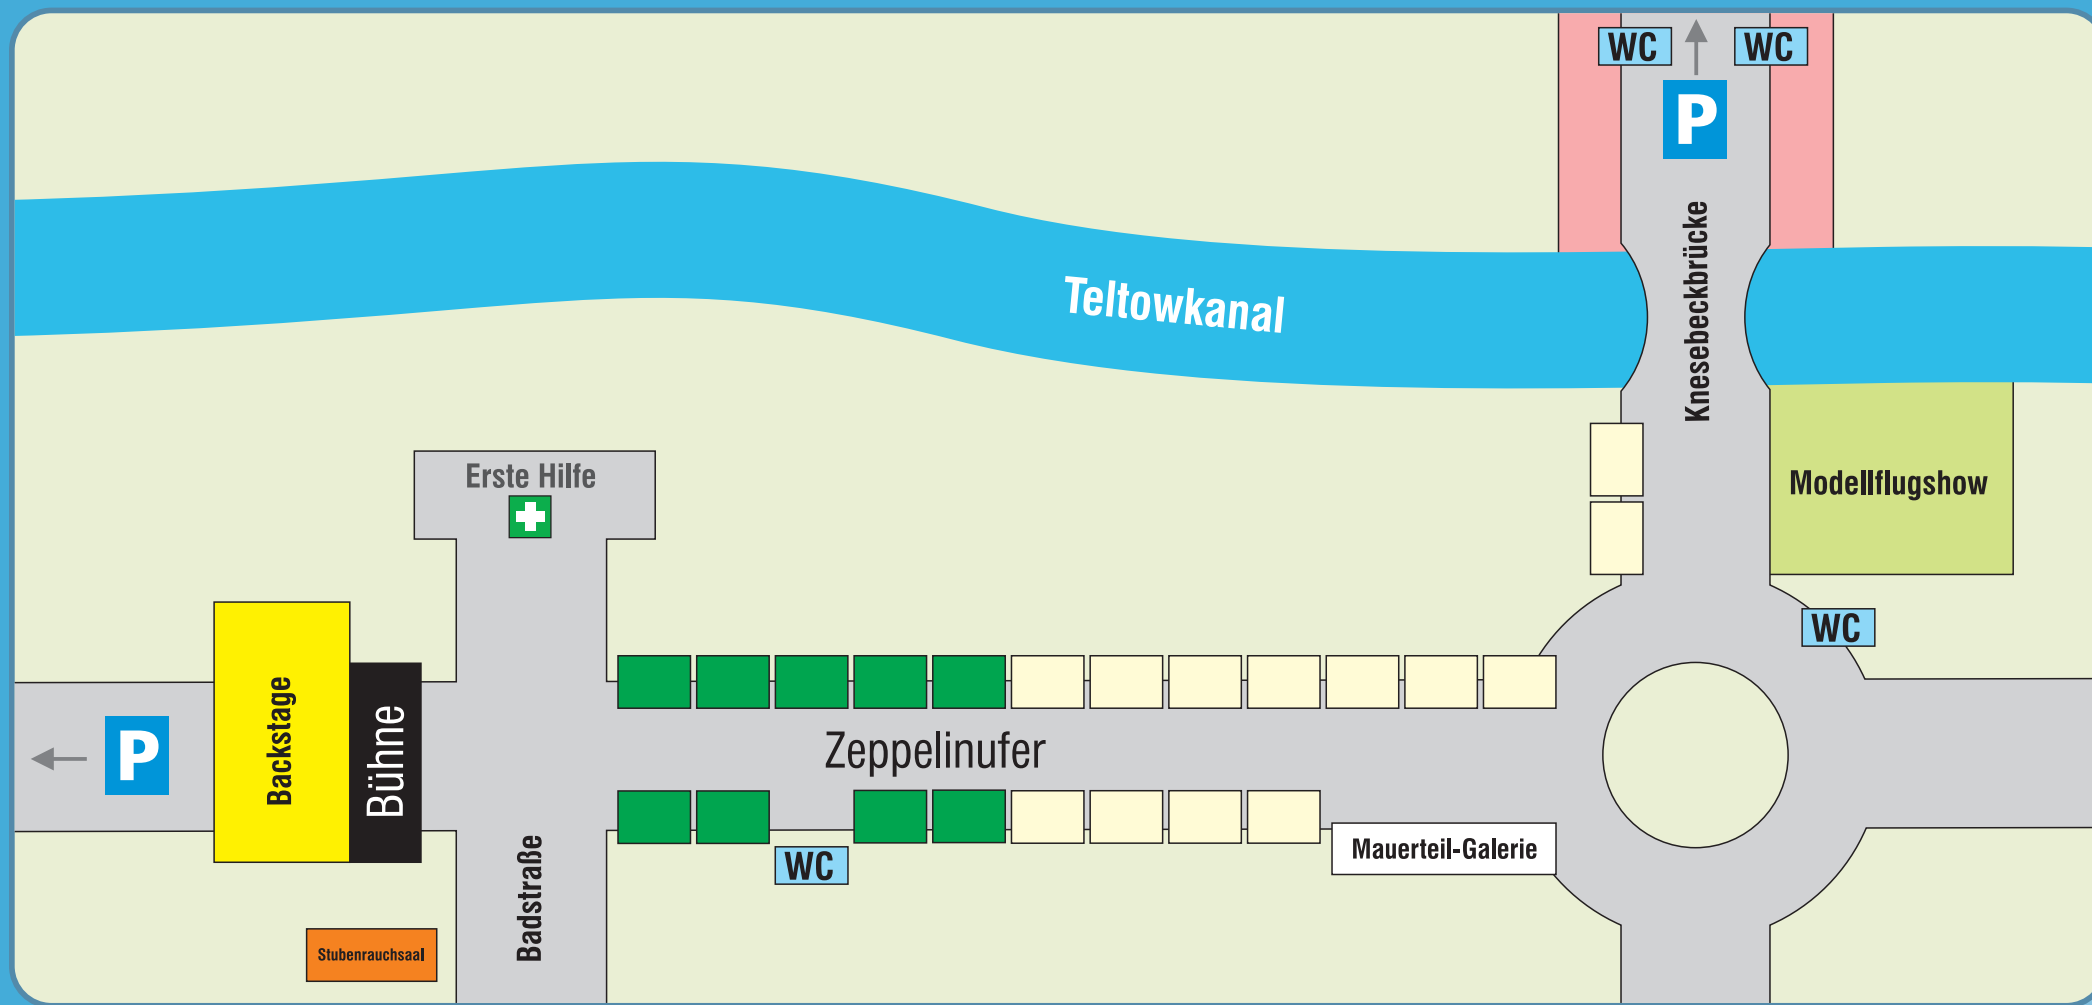 WC
WC
P
Knesebeckbrücke
Teltowkanal
Erste Hilfe
Modellflugshow
WC
Backstage
Bühne
P
Zeppelinufer
Mauerteil-Galerie
WC
Badstraße
Stubenrauchsaal